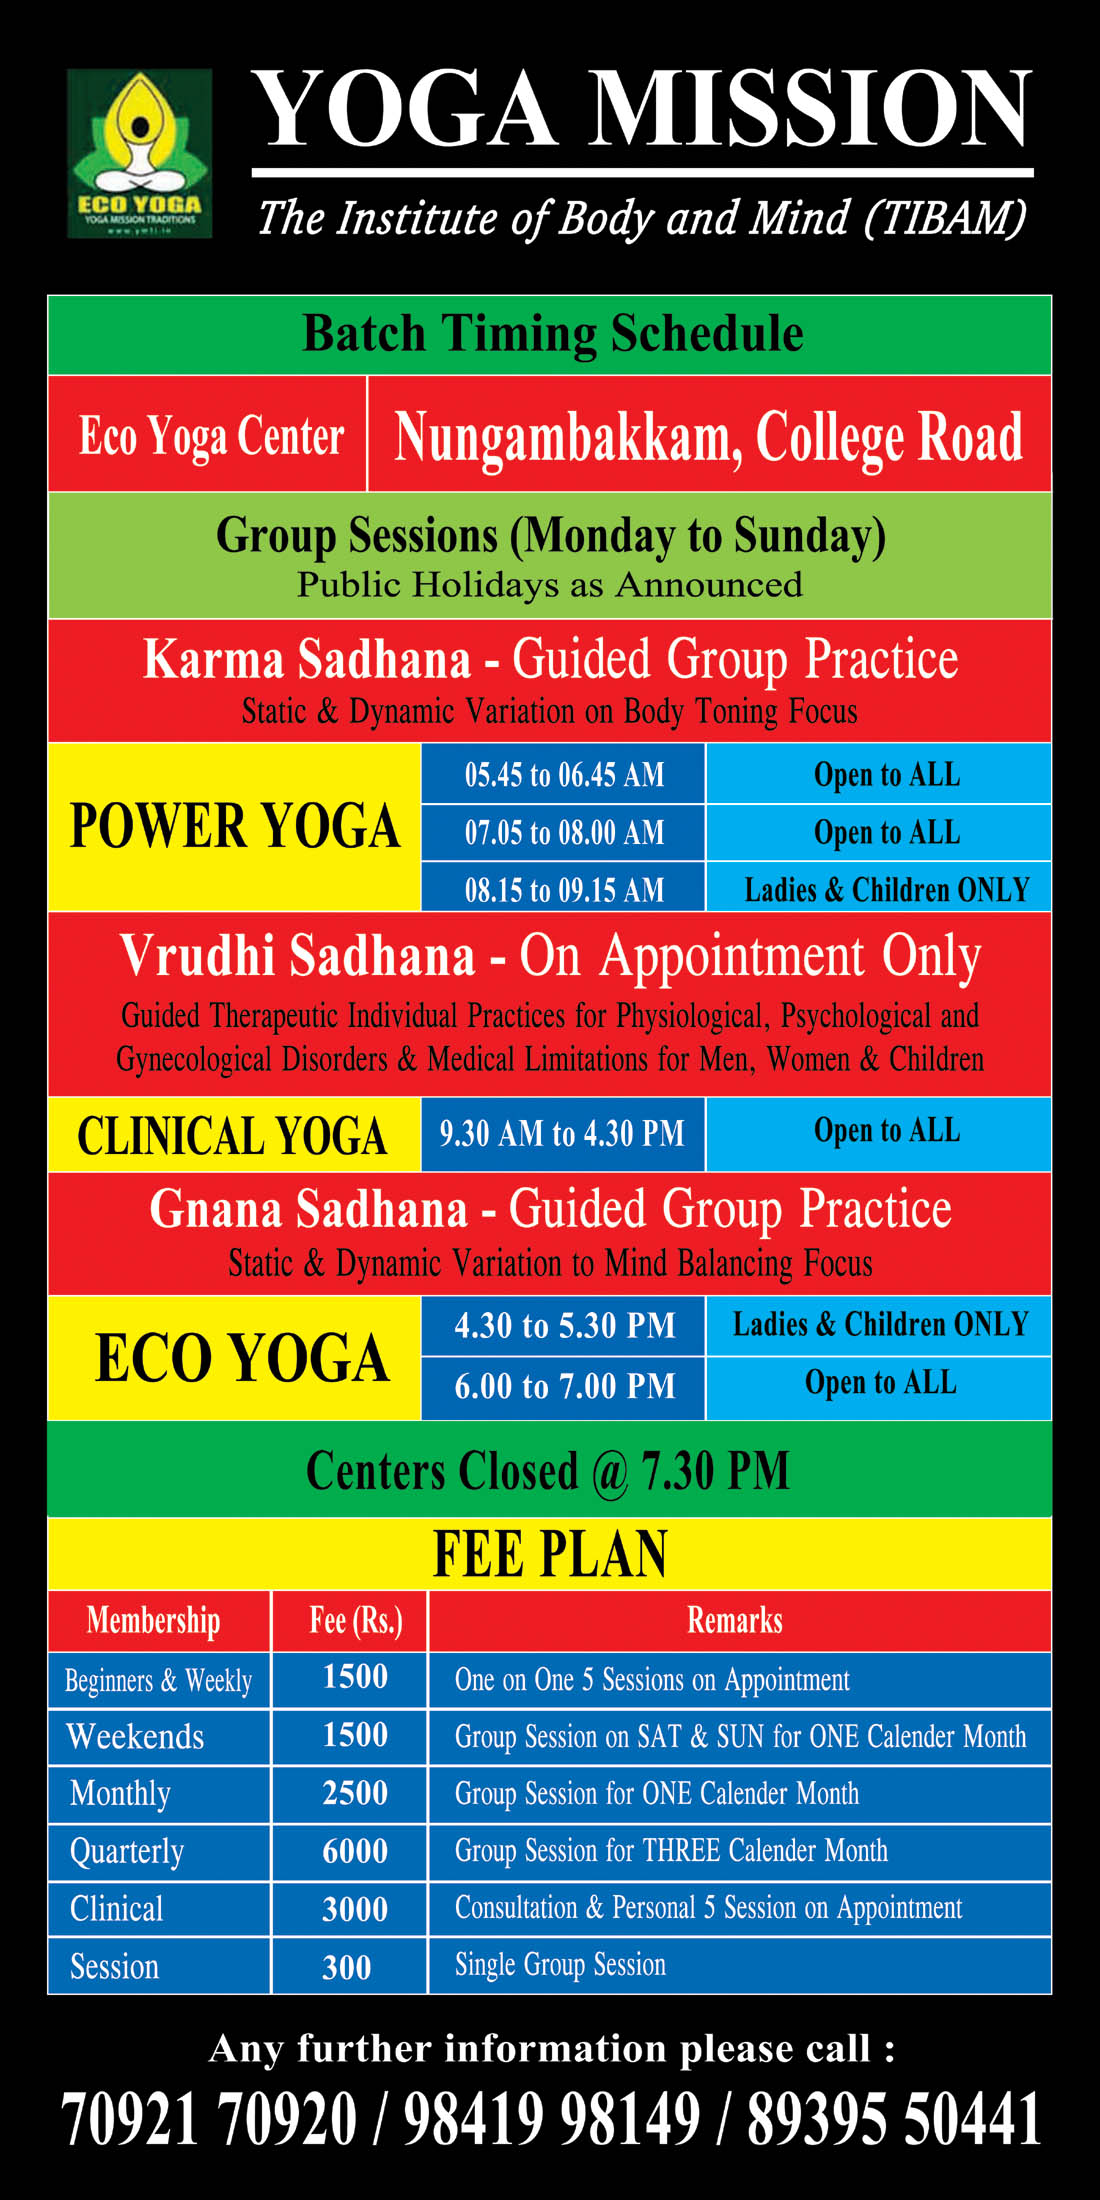 ECO YOGA
YOGA MISSION TRADITIONS
www.ymti.in
YOGA MISSION
The Institute of Body and Mind (TIBAM)
Batch Timing Schedule
Eco Yoga Center
Nungambakkam, College Road
Group Sessions (Monday to Sunday)
Public Holidays as Announced
Karma Sadhana - Guided Group Practice
Static & Dynamic Variation on Body Toning Focus
POWER YOGA
05.45 to 06.45 AM Open to ALL
07.05 to 08.00 AM Open to ALL
08.15 to 09.15 AM Ladies & Children ONLY
Vrudhi Sadhana - On Appointment Only
Guided Therapeutic Individual Practices for Physiological, Psychological and
Gynecological Disorders & Medical Limitations for Men, Women & Children
CLINICAL YOGA 9.30 AM to 4.30 PM Open to ALL
Gnana Sadhana - Guided Group Practice
Static & Dynamic Variation to Mind Balancing Focus
ECO YOGA
4.30 to 5.30 PM Ladies & Children ONLY
6.00 to 7.00 PM Open to ALL
Centers Closed @ 7.30 PM
FEE PLAN
Membership Fee (Rs.) Remarks
Beginners & Weekly 1500 One on One 5 Sessions on Appointment
Weekends 1500 Group Session on SAT & SUN for ONE Calender Month
Monthly 2500 Group Session for ONE Calender Month
Quarterly 6000 Group Session for THREE Calender Month
Clinical 3000 Consultation & Personal 5 Session on Appointment
Session 300 Single Group Session
Any further information please call :
70921 70920 / 98419 98149 / 89395 50441